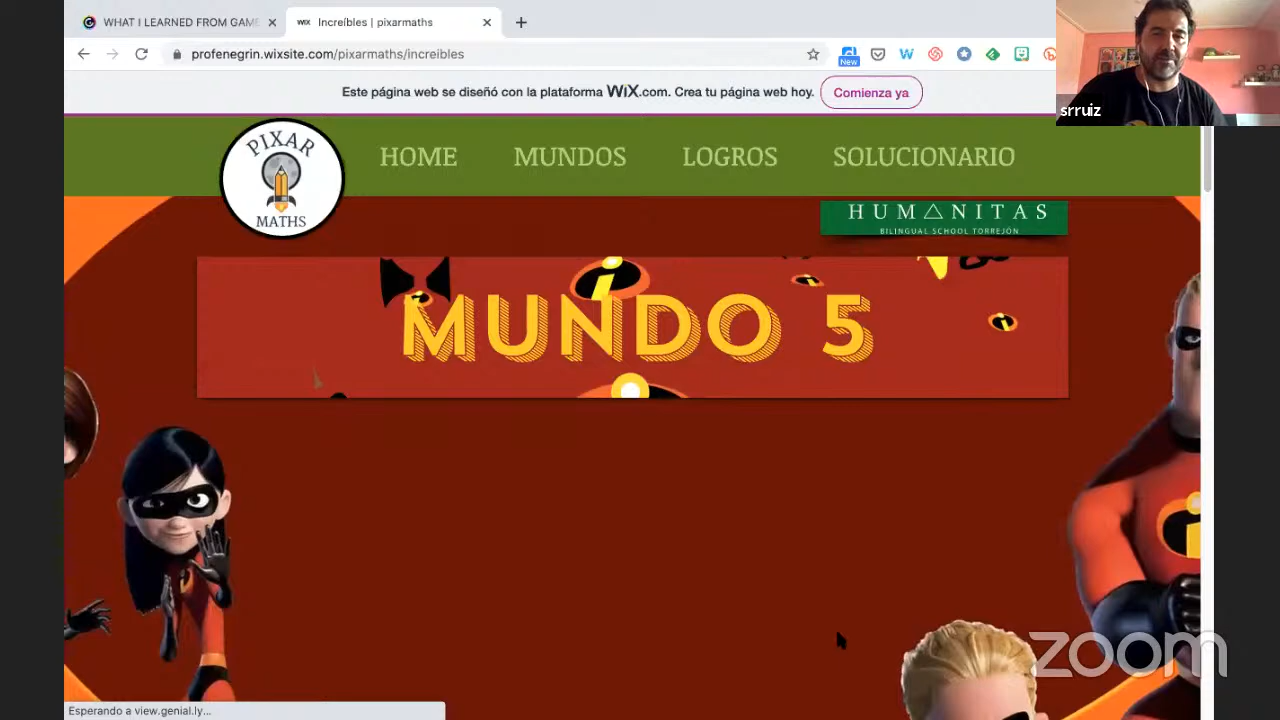 WHAT I LEARNED FROM GAME
Increíbles | pixarmaths
profenegrin.wixsite.com/pixarmaths/increibles
New
Este página web se diseñó con la plataforma WiX.com. Crea tu página web hoy.
Comienza ya
srruiz
PIXAR
MATHS
HOME
MUNDOS
LOGROS
SOLUCIONARIO
HUMANITAS
BILINGUAL SCHOOL TORREJÓN
MUNDO 5
zoom
Esperando a view.genial.ly...